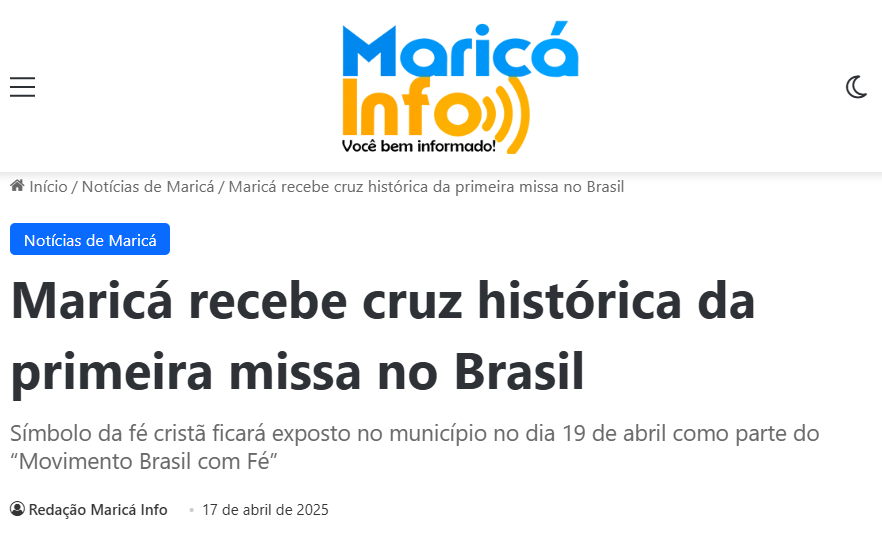 Maricá
Info
Você bem informado!
Início / Notícias de Maricá / Maricá recebe cruz histórica da primeira missa no Brasil
Notícias de Maricá
Maricá recebe cruz histórica da
primeira missa no Brasil
Símbolo da fé cristã ficará exposto no município no dia 19 de abril como parte do
“Movimento Brasil com Fé”
Redação Maricá Info • 17 de abril de 2025